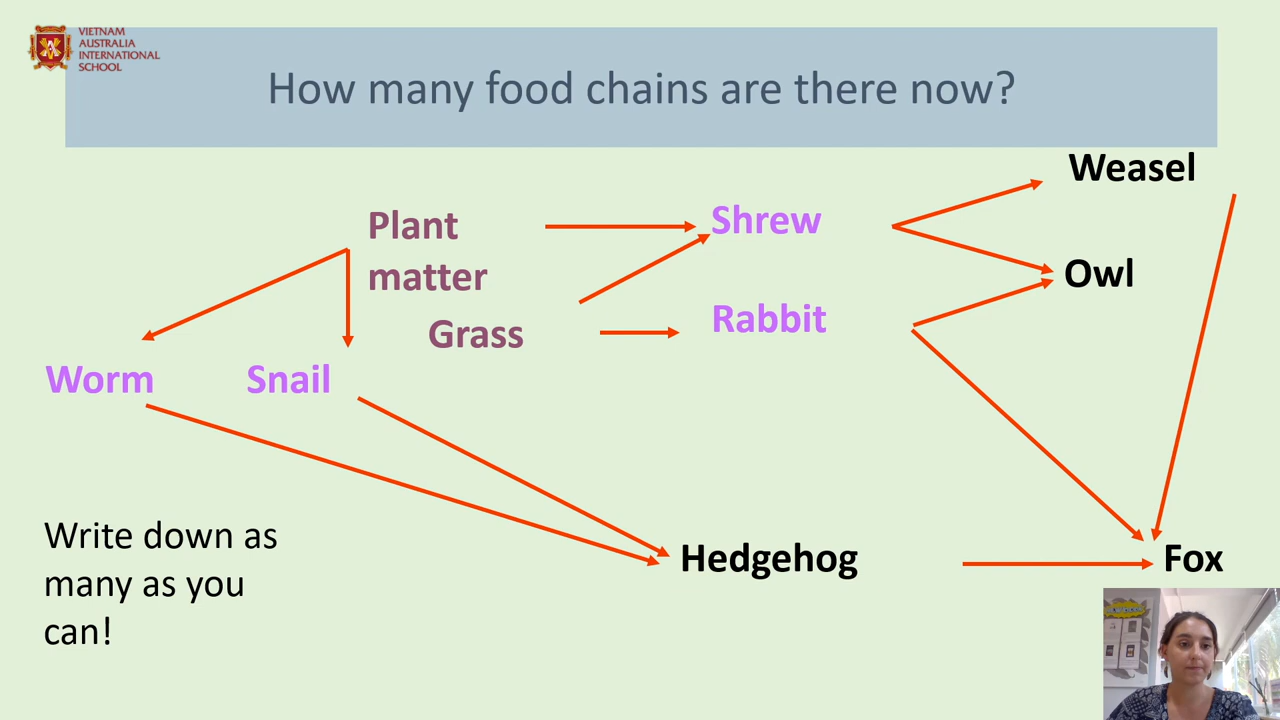 VIETNAM
AUSTRALIA
INTERNATIONAL
SCHOOL
How many food chains are there now?
Weasel
Plant
matter
Shrew
Owl
Grass
Rabbit
Worm
Snail
Write down as
many as you
can!
Hedgehog
Fox